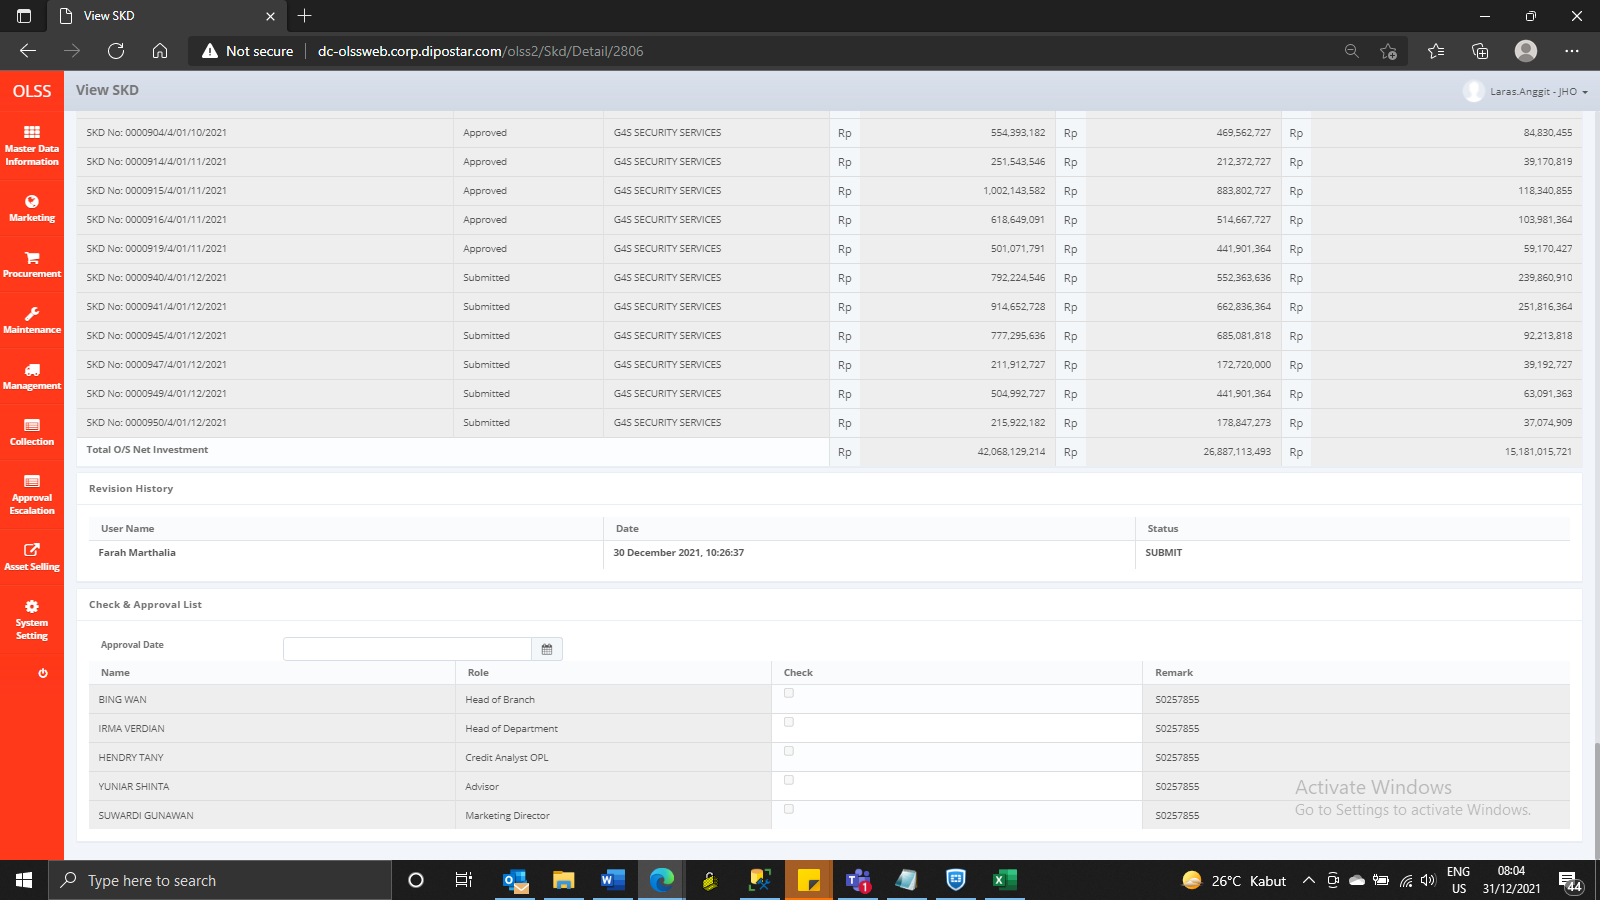 View SKD
Not secure dc-olssweb.corp.dipostar.com/olss2/Skd/Detail/2806
OLSS View SKD Laras.Anggit - JHO
Master Data
Information
Marketing
Procurement
Maintenance
Management
Collection
Approval
Escalation
Asset Selling
System
Setting
SKD No: 0000904/4/01/10/2021 Approved G4S SECURITY SERVICES Rp 554,393,182 Rp 469,562,727 Rp 84,830,455
SKD No: 0000914/4/01/11/2021 Approved G4S SECURITY SERVICES Rp 251,543,546 Rp 212,372,727 Rp 39,170,819
SKD No: 0000915/4/01/11/2021 Approved G4S SECURITY SERVICES Rp 1,002,143,582 Rp 883,802,727 Rp 118,340,855
SKD No: 0000916/4/01/11/2021 Approved G4S SECURITY SERVICES Rp 618,649,091 Rp 514,667,727 Rp 103,981,364
SKD No: 0000919/4/01/11/2021 Approved G4S SECURITY SERVICES Rp 501,071,791 Rp 441,901,364 Rp 59,170,427
SKD No: 0000940/4/01/12/2021 Submitted G4S SECURITY SERVICES Rp 792,224,546 Rp 552,363,636 Rp 239,860,910
SKD No: 0000941/4/01/12/2021 Submitted G4S SECURITY SERVICES Rp 914,652,728 Rp 662,836,364 Rp 251,816,364
SKD No: 0000945/4/01/12/2021 Submitted G4S SECURITY SERVICES Rp 777,295,636 Rp 685,081,818 Rp 92,213,818
SKD No: 0000947/4/01/12/2021 Submitted G4S SECURITY SERVICES Rp 211,912,727 Rp 172,720,000 Rp 39,192,727
SKD No: 0000949/4/01/12/2021 Submitted G4S SECURITY SERVICES Rp 504,992,727 Rp 441,901,364 Rp 63,091,363
SKD No: 0000950/4/01/12/2021 Submitted G4S SECURITY SERVICES Rp 215,922,182 Rp 178,847,273 Rp 37,074,909
Total O/S Net Investment Rp 42,068,129,214 Rp 26,887,113,493 Rp 15,181,015,721
Revision History
User Name Date Status
Farah Marthalia 30 December 2021, 10:26:37 SUBMIT
Check & Approval List
Approval Date
Name Role Check Remark
BING WAN Head of Branch S0257855
IRMA VERDIAN Head of Department S0257855
HENDRY TANY Credit Analyst OPL S0257855
YUNIAR SHINTA Advisor S0257855
SUWARDI GUNAWAN Marketing Director S0257855
Activate Windows
Go to Settings to activate Windows.
Type here to search 1 26°C Kabut ENG US 08:04 31/12/2021 44